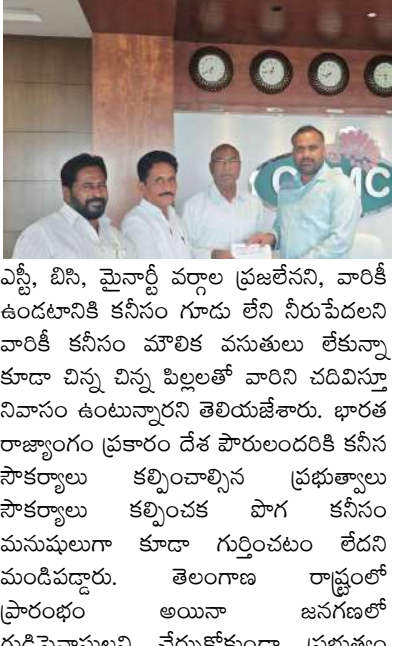 ఎస్టీ, బిసి, మైనార్టీ వర్గాల ప్రజలేనని, వారికీ
ఉండటానికి కనీసం గూడు లేని నీరుపేదలని
వారికీ కనీసం మౌలిక వసుతులు లేకున్నా
కూడా చిన్న చిన్న పిల్లలతో వారిని చదివిస్తూ
నివాసం ఉంటున్నారని తెలియజేశారు. భారత
రాజ్యాంగం ప్రకారం దేశ పౌరులందరికి కనీస
సౌకర్యాలు కల్పించాల్సిన ప్రభుత్వాలు
సౌకర్యాలు కల్పించక పొగ కనీసం
మనుషులుగా కూడా గుర్తించటం లేదని
మండిపడ్డారు. తెలంగాణ రాష్ట్రంలో
ప్రారంభం అయినా జనగణలో